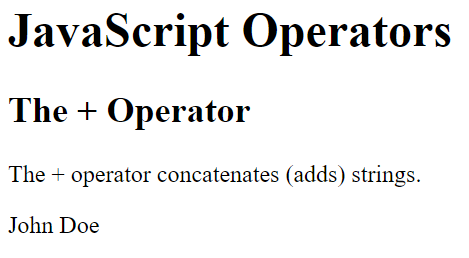 JavaScript Operators
The + Operator
The + operator concatenates (adds) strings.
John Doe